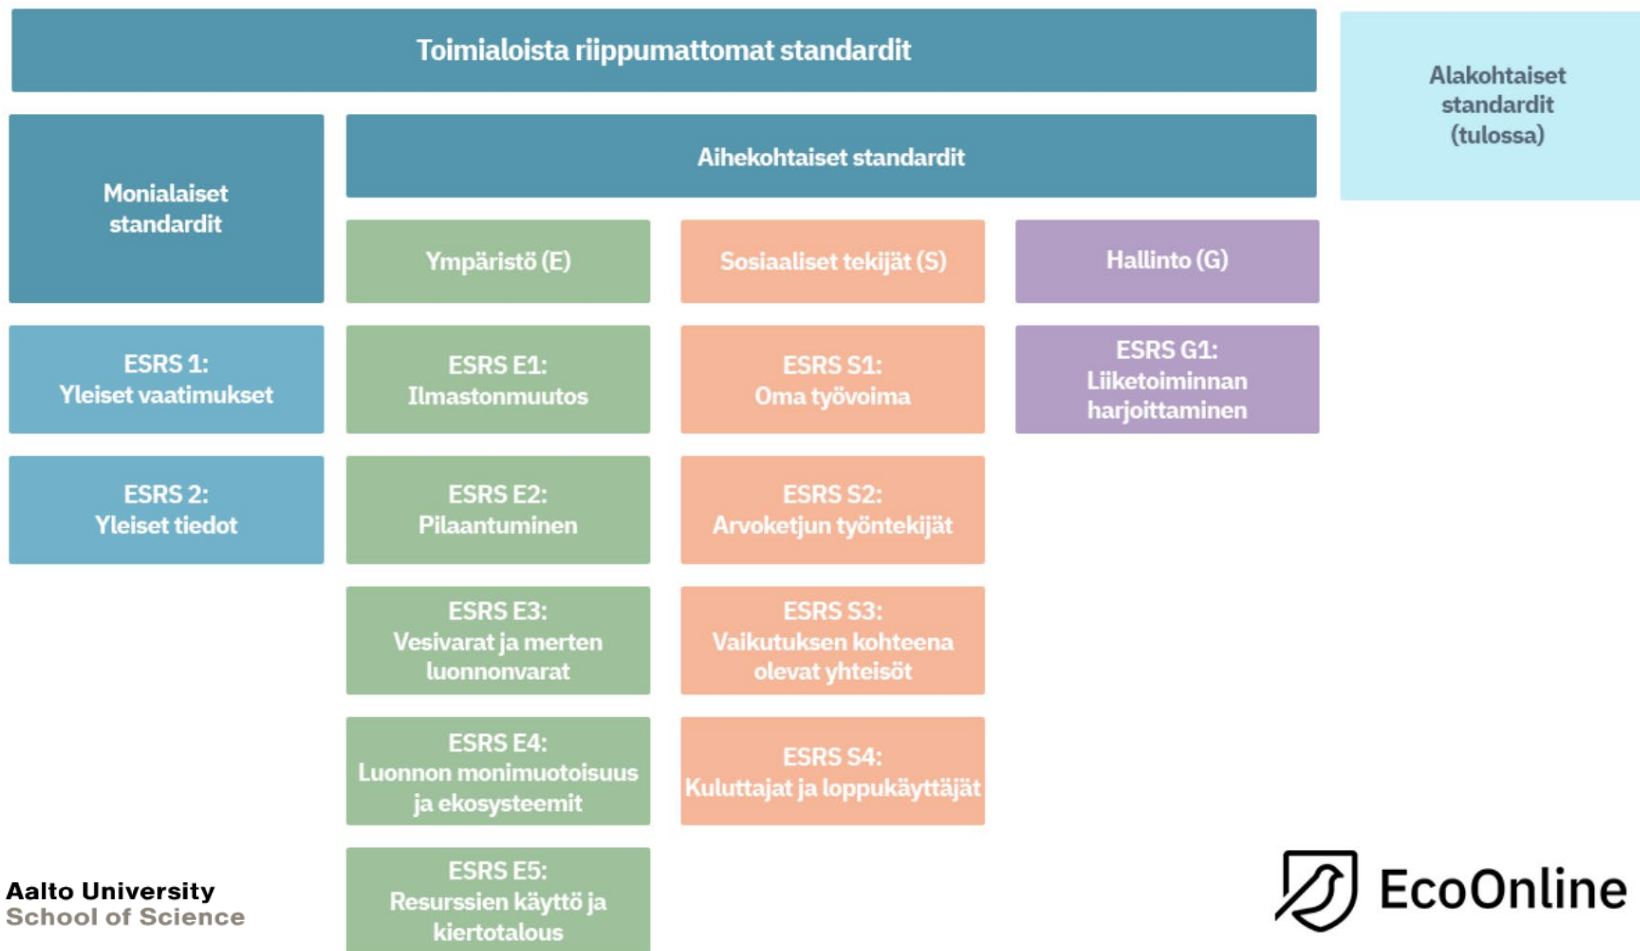 Toimialoista riippumattomat standardit
Alakohtaiset
standardit
(tulossa)
Monialaiset
standardit
Aihekohtaiset standardit
Ympäristö (E)
Sosiaaliset tekijät (S)
Hallinto (G)
ESRS 1:
Yleiset vaatimukset
ESRS E1:
Ilmastonmuutos
ESRS S1:
Oma työvoima
ESRS G1:
Liiketoiminnan
harjoittaminen
ESRS 2:
Yleiset tiedot
ESRS E2:
Pilaantuminen
ESRS S2:
Arvoketjun työntekijät
ESRS E3:
Vesivarat ja merten
luonnonvarat
ESRS S3:
Vaikutuksen kohteena
olevat yhteisöt
ESRS E4:
Luonnon monimuotoisuus
ja ekosysteemit
ESRS S4:
Kuluttajat ja loppukäyttäjät
ESRS E5:
Resurssien käyttö ja
kiertotalous
Aalto University
School of Science
EcoOnline